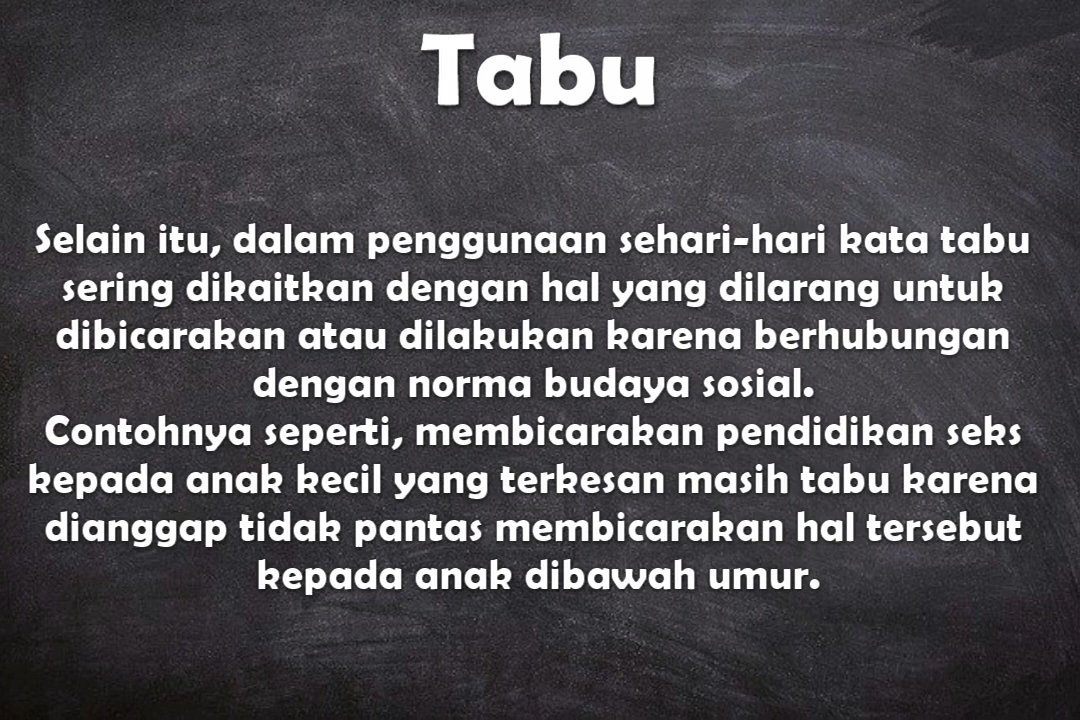 Tabu
Selain itu, dalam penggunaan sehari-hari kata tabu
sering dikaitkan dengan hal yang dilarang untuk
dibicarakan atau dilakukan karena berhubungan
dengan norma budaya sosial.
Contohnya seperti, membicarakan pendidikan seks
kepada anak kecil yang terkesan masih tabu karena
dianggap tidak pantas membicarakan hal tersebut
kepada anak dibawah umur.